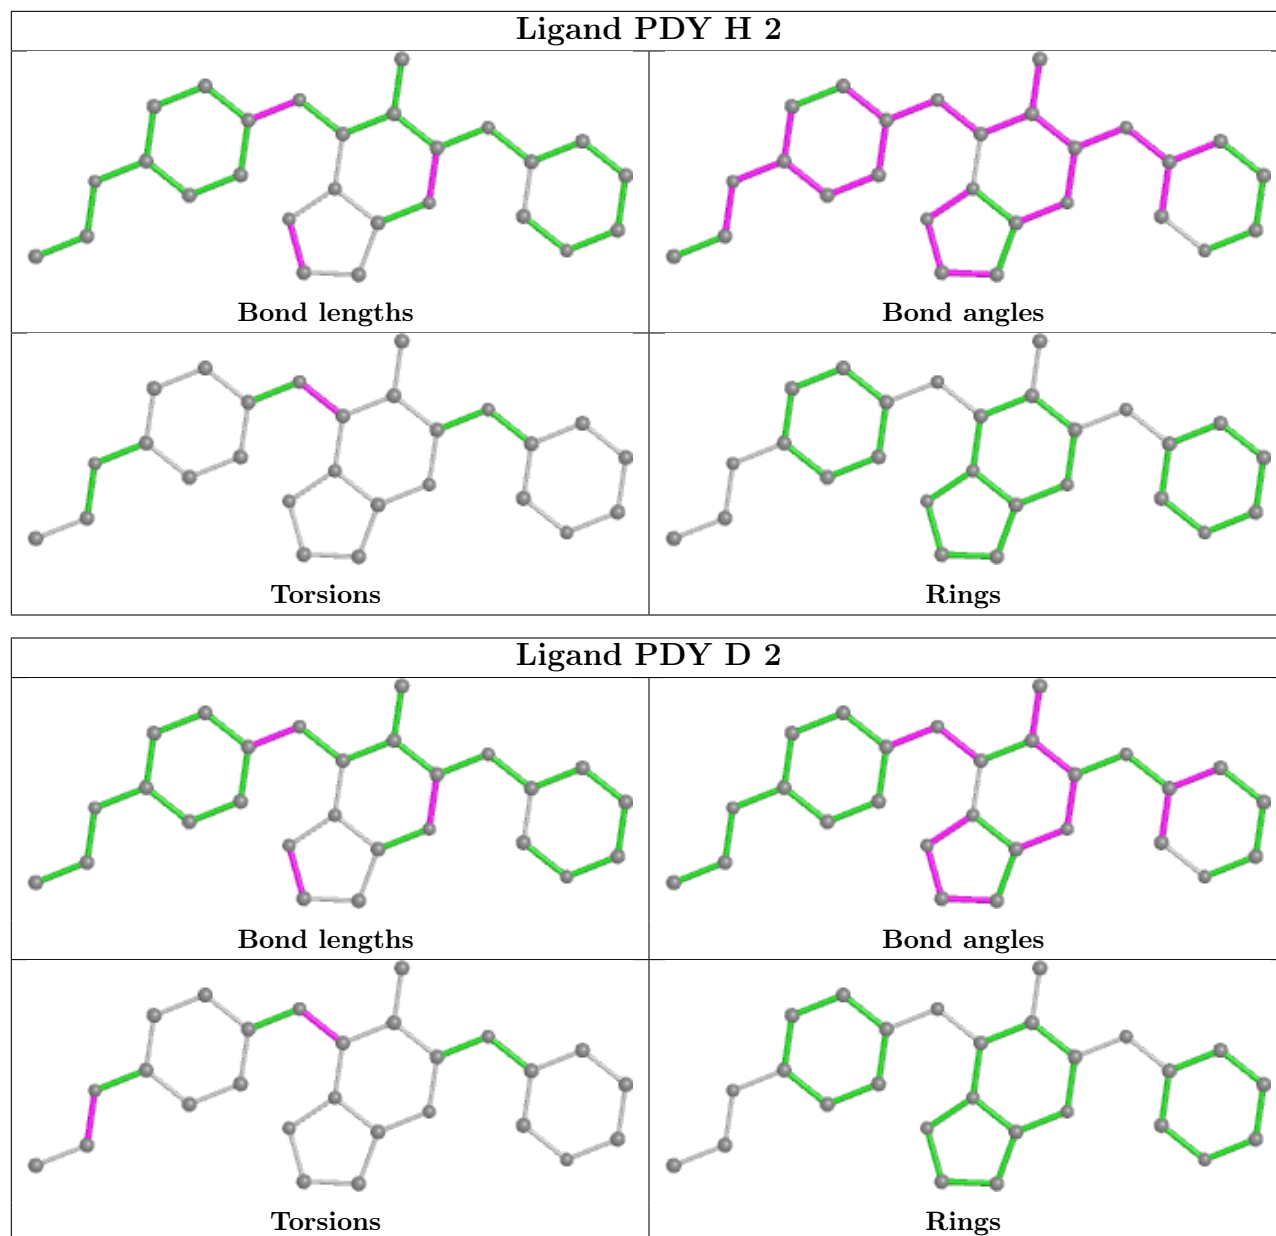 Ligand PDY H 2
Bond lengths
Bond angles
Torsions
Rings
Ligand PDY D 2
Bond lengths
Bond angles
Torsions
Rings